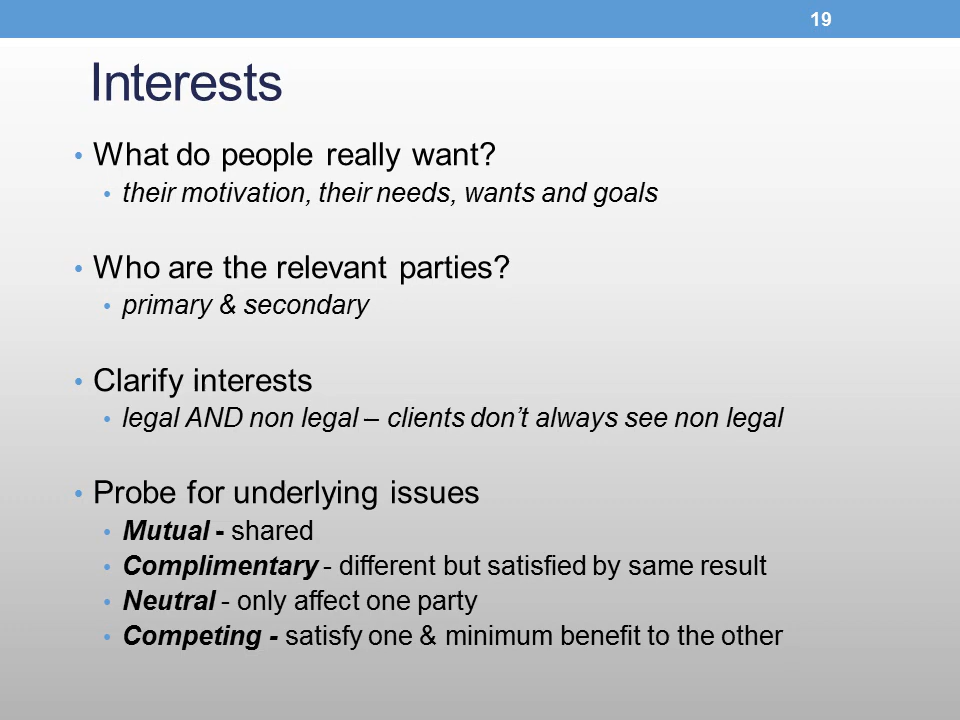 19
Interests
• What do people really want?
• their motivation, their needs, wants and goals
• Who are the relevant parties?
• primary & secondary
• Clarify interests
• legal AND non legal – clients don’t always see non legal
• Probe for underlying issues
• Mutual - shared
• Complimentary - different but satisfied by same result
• Neutral - only affect one party
• Competing - satisfy one & minimum benefit to the other